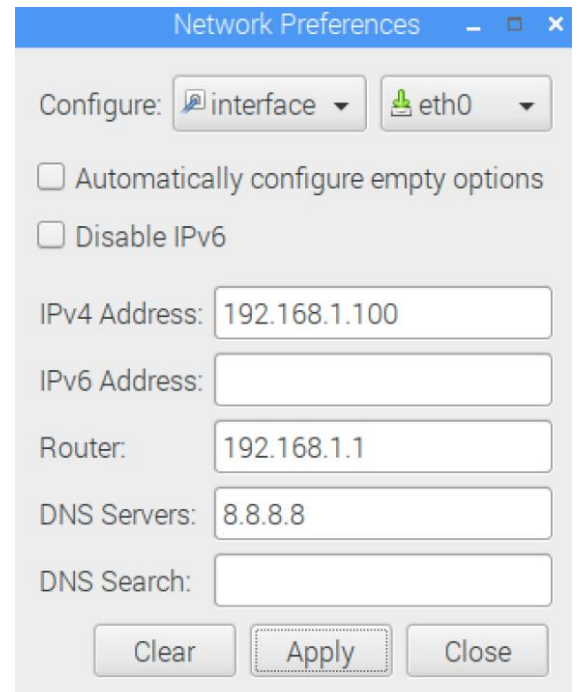 Network Preferences
Configure: interface eth0
Automatically configure empty options
Disable IPv6
IPv4 Address: 192.168.1.100
IPv6 Address:
Router: 192.168.1.1
DNS Servers: 8.8.8.8
DNS Search:
Clear Apply Close